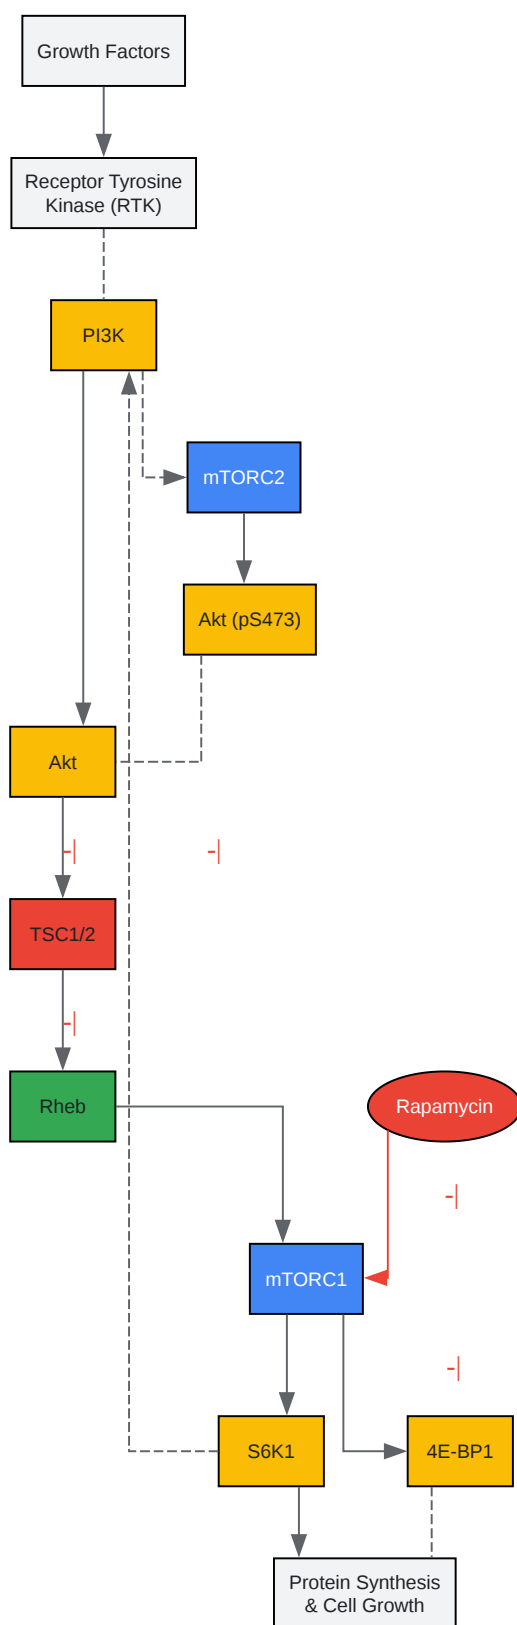 Growth Factors
Receptor Tyrosine
Kinase (RTK)
PI3K
mTORC2
Akt (pS473)
Akt
-|
-|
TSC1/2
-|
Rheb
Rapamycin
-|
mTORC1
-|
S6K1
4E-BP1
Protein Synthesis
& Cell Growth